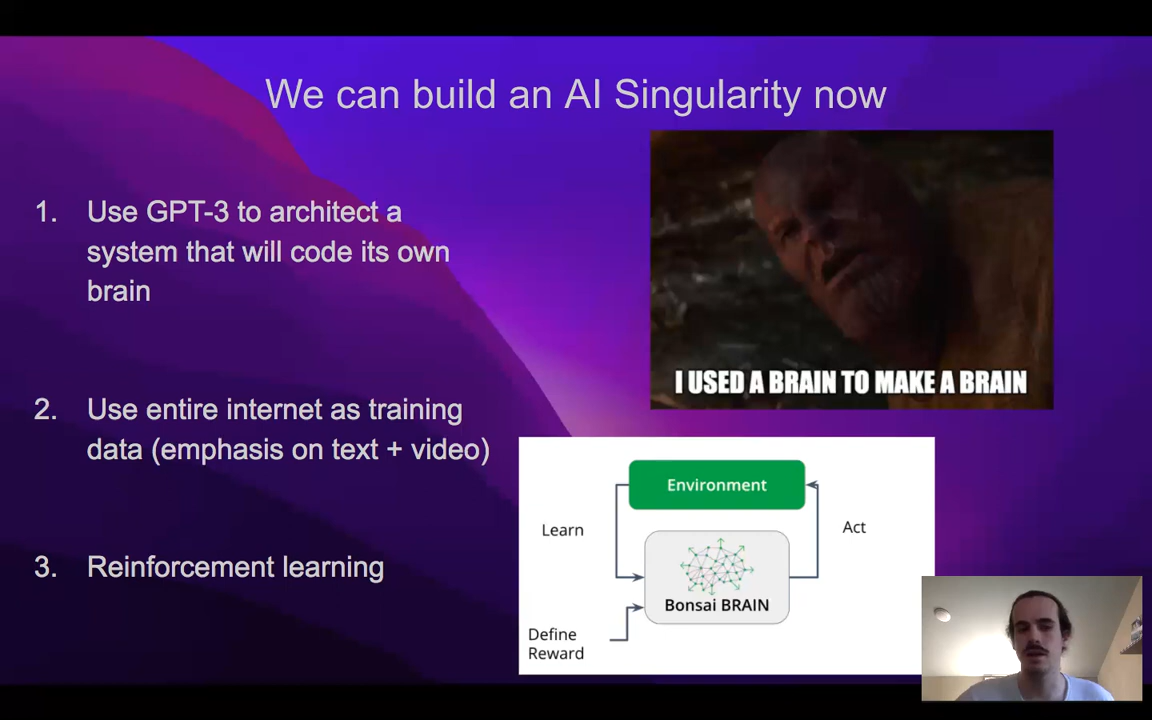 We can build an AI Singularity now
1. Use GPT-3 to architect a
system that will code its own
brain
2. Use entire internet as training
data (emphasis on text + video)
3. Reinforcement learning
I USED A BRAIN TO MAKE A BRAIN
Environment
Learn
Act
Bonsai BRAIN
Define
Reward